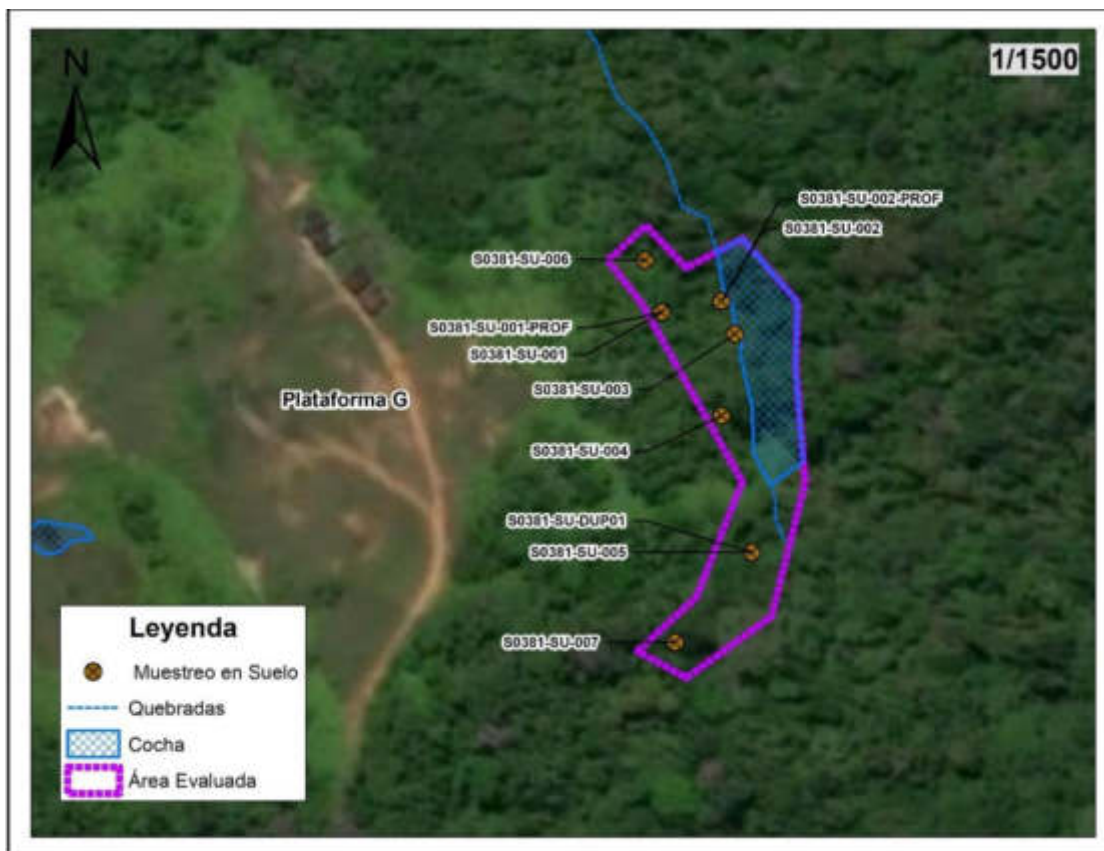 1/1500
N
S0381-SU-002-PROF
S0381-SU-002
S0381-SU-006
S0381-SU-001-PROF
S0381-SU-001
S0381-SU-003
Plataforma G
S0381-SU-004
S0381-SU-DUP01
S0381-SU-005
S0381-SU-007
Leyenda
Muestreo en Suelo
Quebradas
Cocha
Área Evaluada